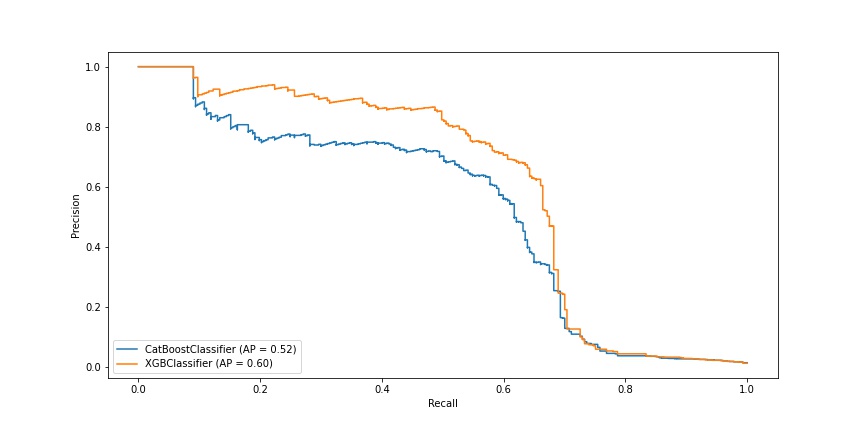 1.0
0.8
0.6
0.4
0.2
0.0
Precision
CatBoostClassifier (AP = 0.52)
XGBClassifier (AP = 0.60)
0.0 0.2 0.4 0.6 0.8 1.0
Recall